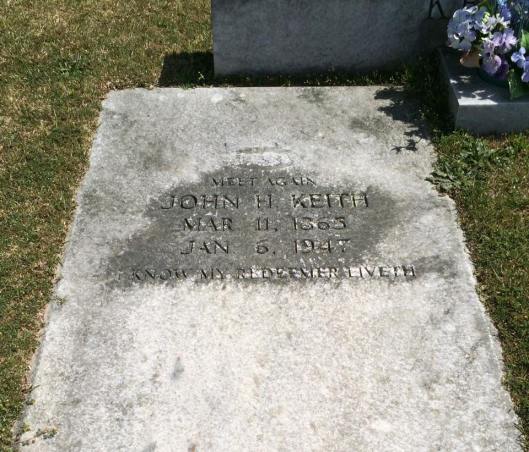 MEET AGAIN
JOHN H. KEITH
MAR 11, 1865
JAN 6, 1947
KNOW MY REDEEMER LIVETH